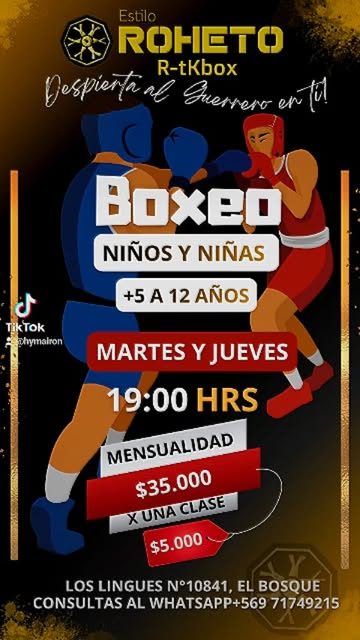 Estilo
ROHETO
R-tKbox
Despierta al Guerrero en ti!
Boxeo
NIÑOS Y NIÑAS
+5 A 12 AÑOS
TikTok
@hymairon
MARTES Y JUEVES
19:00 HRS
MENSUALIDAD
$35.000
X UNA CLASE
$5.000
LOS LINGUES N°10841, EL BOSQUE
CONSULTAS AL WHATSAPP+569 71749215